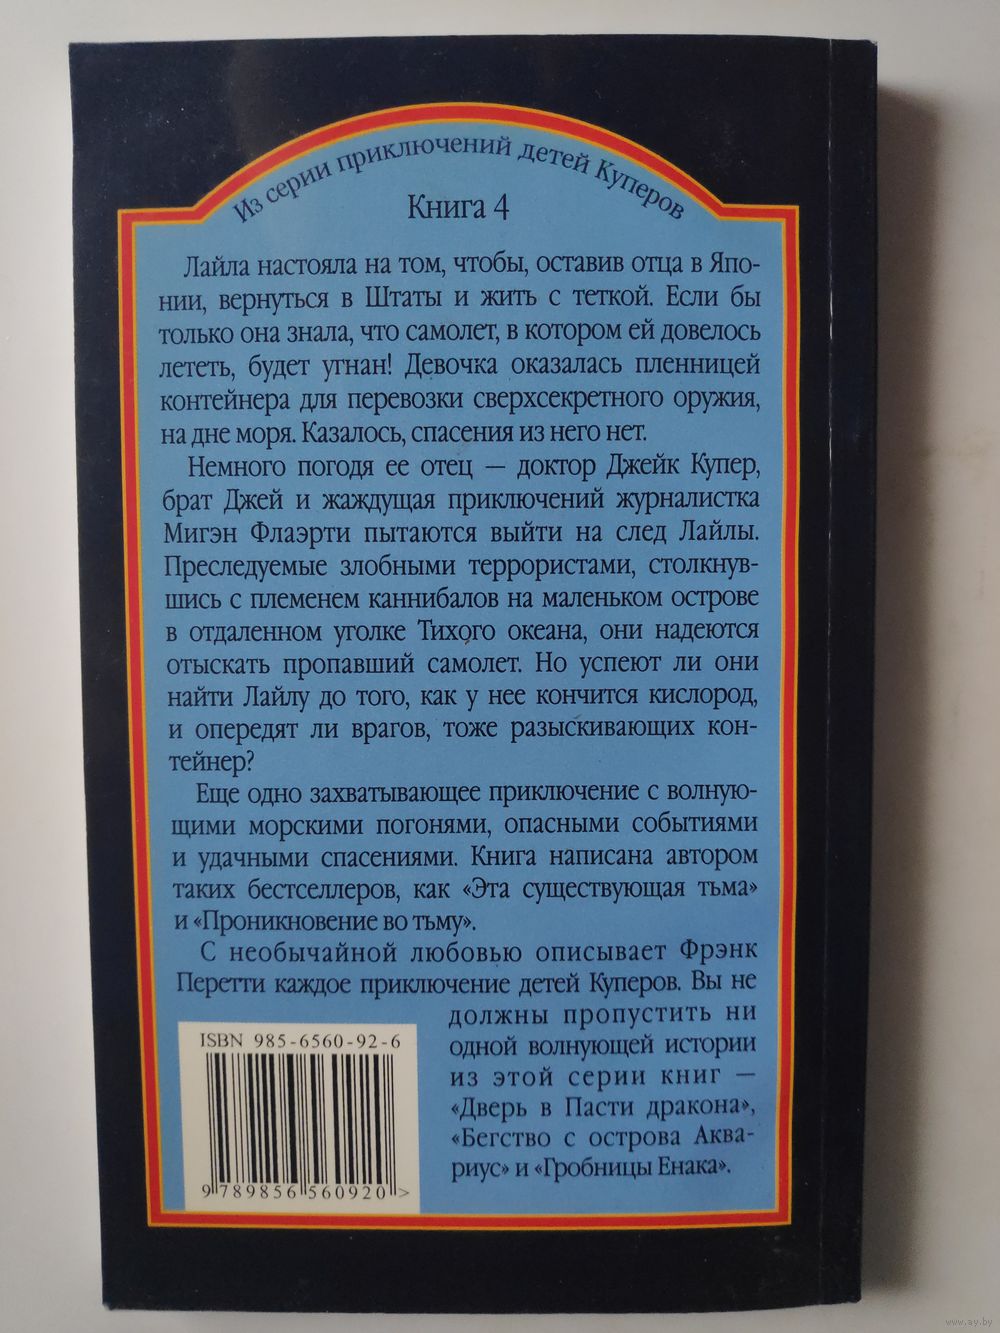 Из серии приключений детей Куперов
Книга 4
Лайла настояла на том, чтобы, оставив отца в Япо-
нии, вернуться в Штаты и жить с теткой. Если бы
только она знала, что самолет, в котором ей довелось
лететь, будет угнан! Девочка оказалась пленницей
контейнера для перевозки сверхсекретного оружия,
на дне моря. Казалось, спасения из него нет.
Немного погодя ее отец — доктор Джейк Купер,
брат Джей и жаждущая приключений журналистка
Мигэн Флаэрти пытаются выйти на след Лайлы.
Преследуемые злобными террористами, столкнув-
шись с племенем каннибалов на маленьком острове
в отдаленном уголке Тихого океана, они надеются
отыскать пропавший самолет. Но успеют ли они
найти Лайлу до того, как у нее кончится кислород,
и опередят ли врагов, тоже разыскивающих кон-
тейнер?
Еще одно захватывающее приключение с волную-
щими морскими погонями, опасными событиями
и удачными спасениями. Книга написана автором
таких бестселлеров, как «Эта существующая тьма»
и «Проникновение во тьму».
С необычайной любовью описывает Фрэнк
Перетти каждое приключение детей Куперов. Вы не
должны пропустить ни
одной волнующей истории
из этой серии книг —
«Дверь в Пасти дракона»,
«Бегство с острова Аква-
риус» и «Гробницы Енака».
ISBN 985-6560-92-6
9 789856 560920 >
www.ay.by